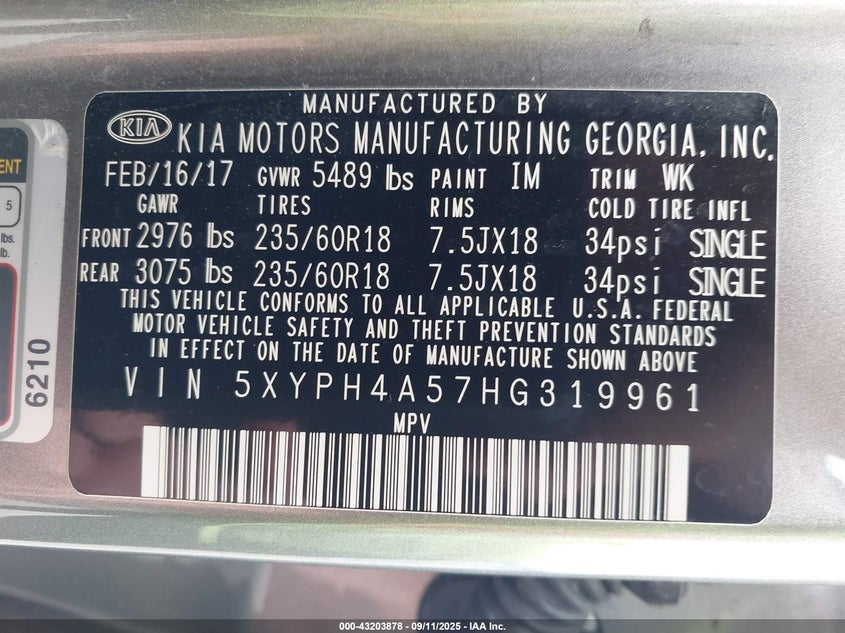 MANUFACTURED BY
KIA KIA MOTORS MANUFACTURING GEORGIA, INC.
FEB/16/17 GVWR 5489 lbs PAINT IM TRIM WK
GAWR TIRES RIMS COLD TIRE INFL
FRONT 2976 lbs 235/60R18 7.5JX18 34psi SINGLE
REAR 3075 lbs 235/60R18 7.5JX18 34psi SINGLE
THIS VEHICLE CONFORMS TO ALL APPLICABLE U.S.A. FEDERAL
MOTOR VEHICLE SAFETY AND THEFT PREVENTION STANDARDS
IN EFFECT ON THE DATE OF MANUFACTURE SHOWN ABOVE
VIN 5XYPH4A57HG319961
MPV
5
lbs.
lb.
6210
000-43203878 - 09/11/2025 - IAA Inc.